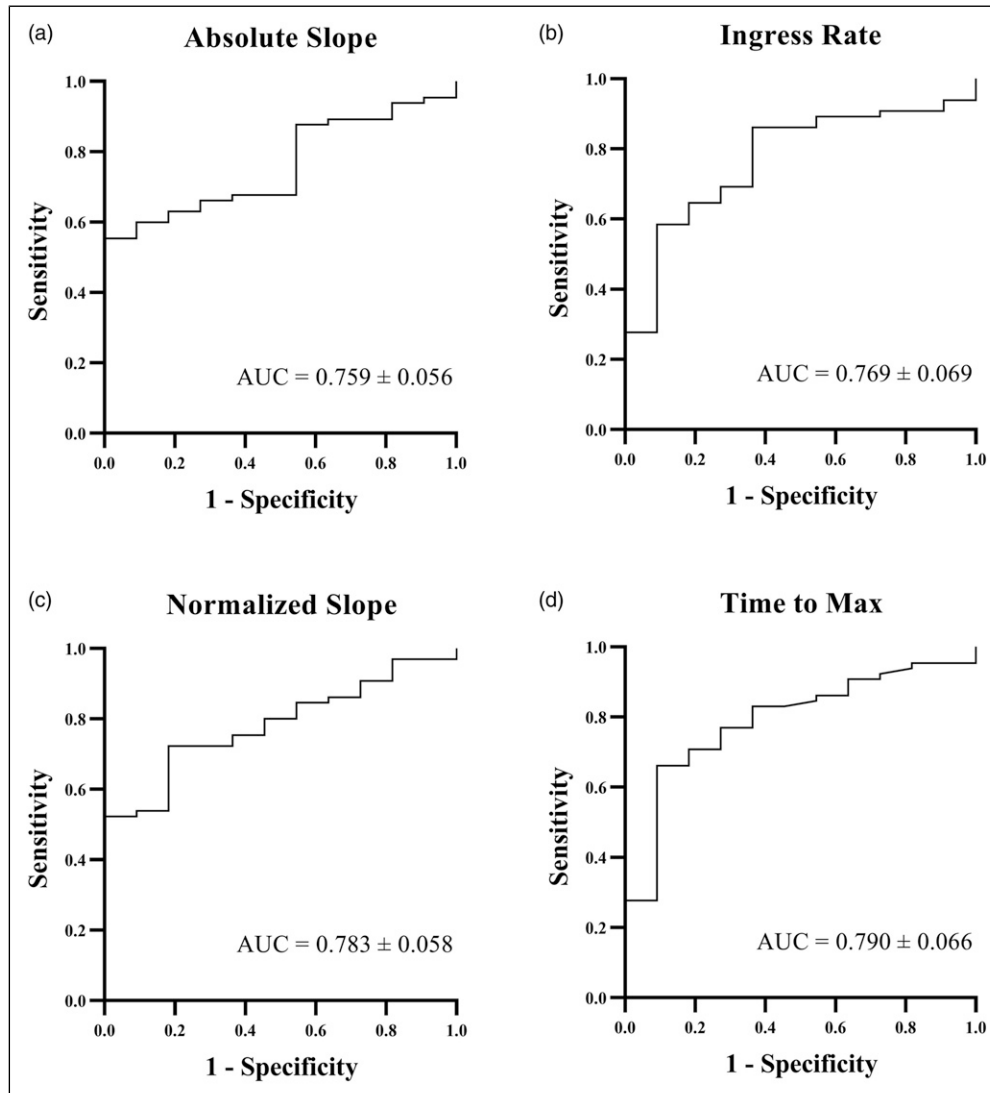 (a)
Absolute Slope
1.0
0.8
0.6
0.4
0.2
0.0
Sensitivity
AUC = 0.759 ± 0.056
0.0 0.2 0.4 0.6 0.8 1.0
1 - Specificity
(b)
Ingress Rate
1.0
0.8
0.6
0.4
0.2
0.0
Sensitivity
AUC = 0.769 ± 0.069
0.0 0.2 0.4 0.6 0.8 1.0
1 - Specificity
(c)
Normalized Slope
1.0
0.8
0.6
0.4
0.2
0.0
Sensitivity
AUC = 0.783 ± 0.058
0.0 0.2 0.4 0.6 0.8 1.0
1 - Specificity
(d)
Time to Max
1.0
0.8
0.6
0.4
0.2
0.0
Sensitivity
AUC = 0.790 ± 0.066
0.0 0.2 0.4 0.6 0.8 1.0
1 - Specificity